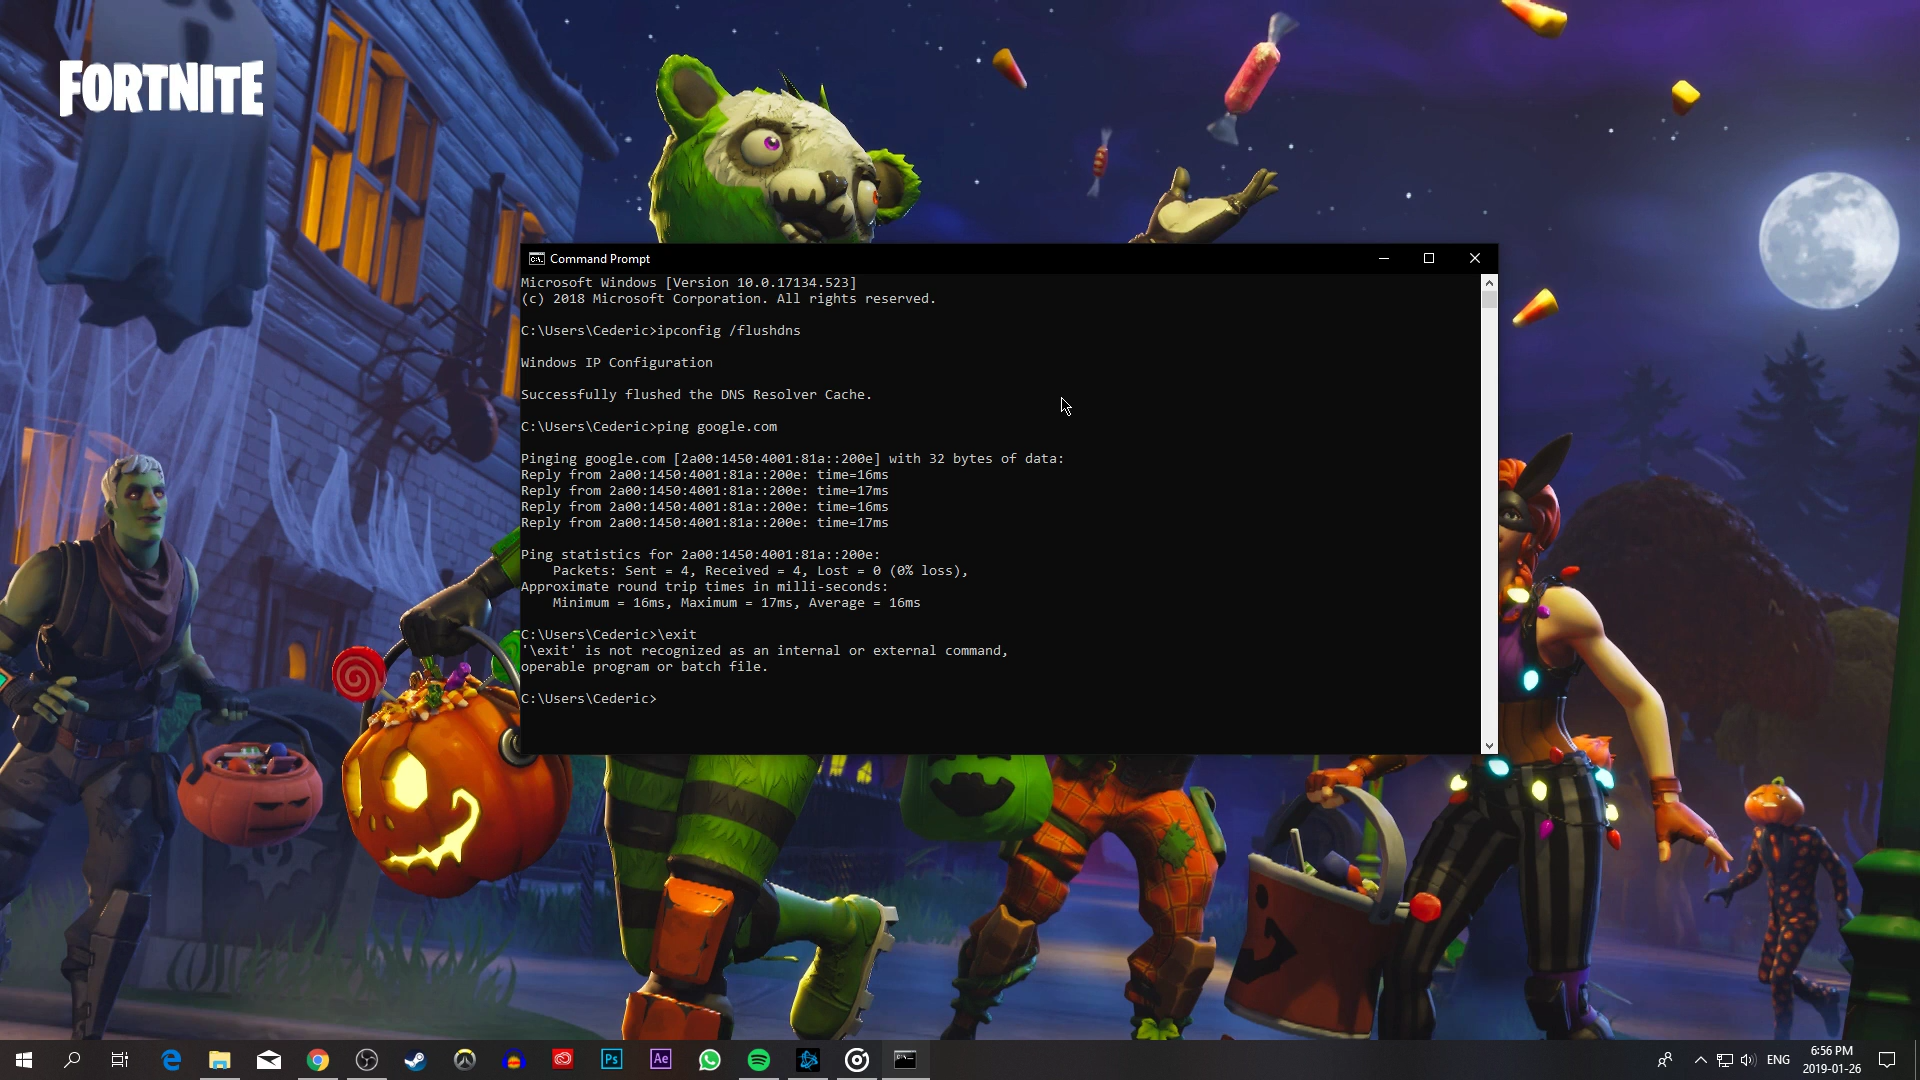 FORTNITE
Command Prompt
Microsoft Windows [Version 10.0.17134.523]
(c) 2018 Microsoft Corporation. All rights reserved.
C:\Users\Cederic>ipconfig /flushdns
Windows IP Configuration
Successfully flushed the DNS Resolver Cache.
C:\Users\Cederic>ping google.com
Pinging google.com [2a00:1450:4001:81a::200e] with 32 bytes of data:
Reply from 2a00:1450:4001:81a::200e: time=16ms
Reply from 2a00:1450:4001:81a::200e: time=17ms
Reply from 2a00:1450:4001:81a::200e: time=16ms
Reply from 2a00:1450:4001:81a::200e: time=17ms
Ping statistics for 2a00:1450:4001:81a::200e:
    Packets: Sent = 4, Received = 4, Lost = 0 (0% loss),
Approximate round trip times in milli-seconds:
    Minimum = 16ms, Maximum = 17ms, Average = 16ms
C:\Users\Cederic>\exit
'\exit' is not recognized as an internal or external command,
operable program or batch file.
C:\Users\Cederic>
Ps
Ae
ENG
6:56 PM
2019-01-26